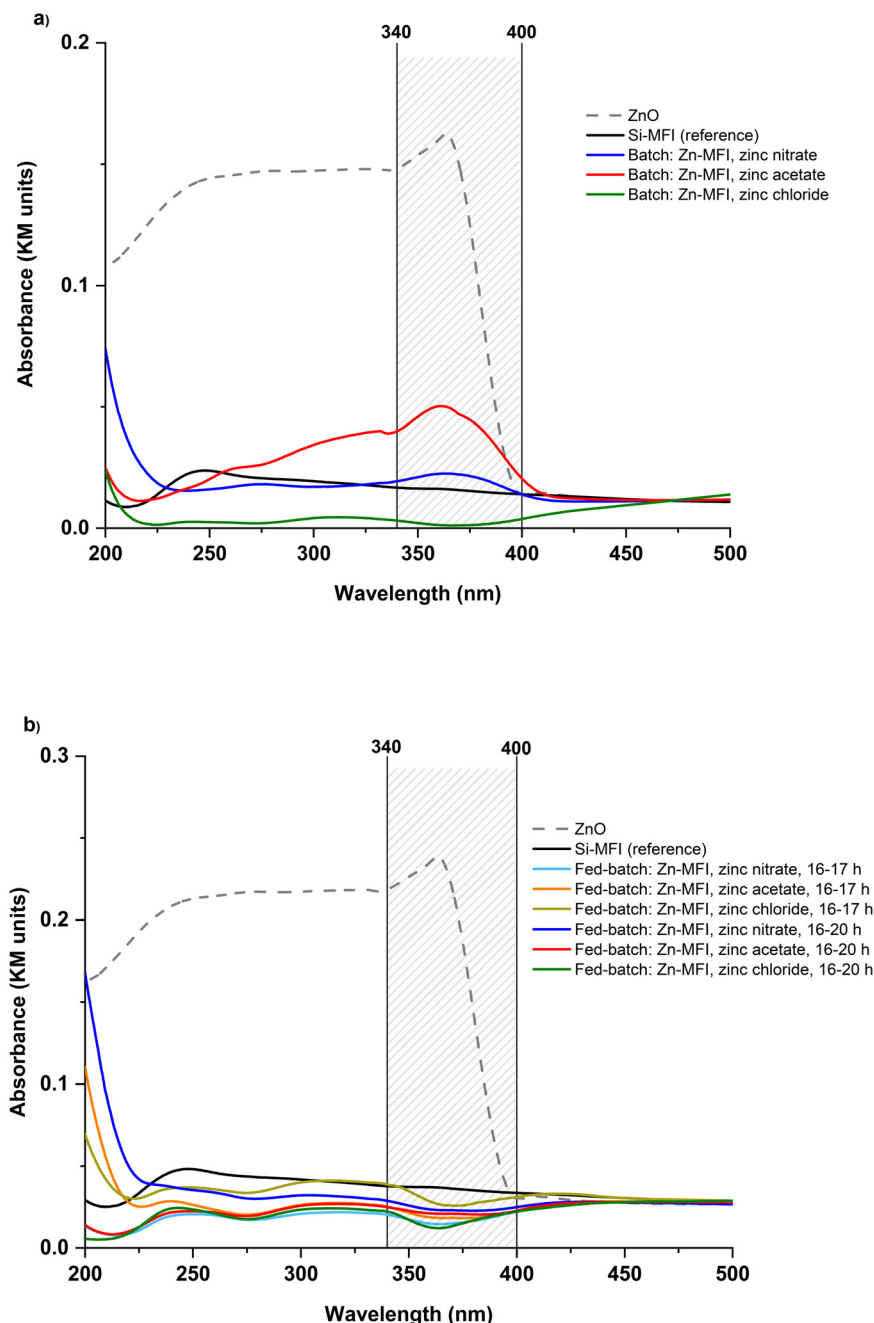 a)
340 400
0.2
ZnO
Si-MFI (reference)
Batch: Zn-MFI, zinc nitrate
Batch: Zn-MFI, zinc acetate
Batch: Zn-MFI, zinc chloride
Absorbance (KM units)
0.1
0.0
200 250 300 350 400 450 500
Wavelength (nm)
b)
340 400
0.3
ZnO
Si-MFI (reference)
Fed-batch: Zn-MFI, zinc nitrate, 16-17 h
Fed-batch: Zn-MFI, zinc acetate, 16-17 h
Fed-batch: Zn-MFI, zinc chloride, 16-17 h
Fed-batch: Zn-MFI, zinc nitrate, 16-20 h
Fed-batch: Zn-MFI, zinc acetate, 16-20 h
Fed-batch: Zn-MFI, zinc chloride, 16-20 h
Absorbance (KM units)
0.2
0.1
0.0
200 250 300 350 400 450 500
Wavelength (nm)